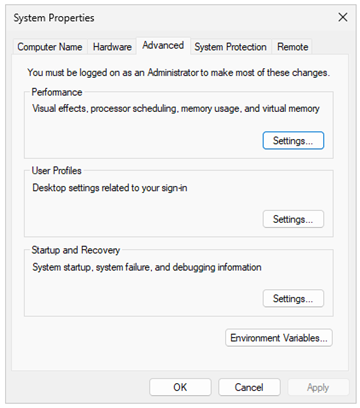 System Properties
Computer Name Hardware Advanced System Protection Remote
You must be logged on as an Administrator to make most of these changes.
Performance
Visual effects, processor scheduling, memory usage, and virtual memory
Settings...
User Profiles
Desktop settings related to your sign-in
Settings...
Startup and Recovery
System startup, system failure, and debugging information
Settings...
Environment Variables...
OK Cancel Apply